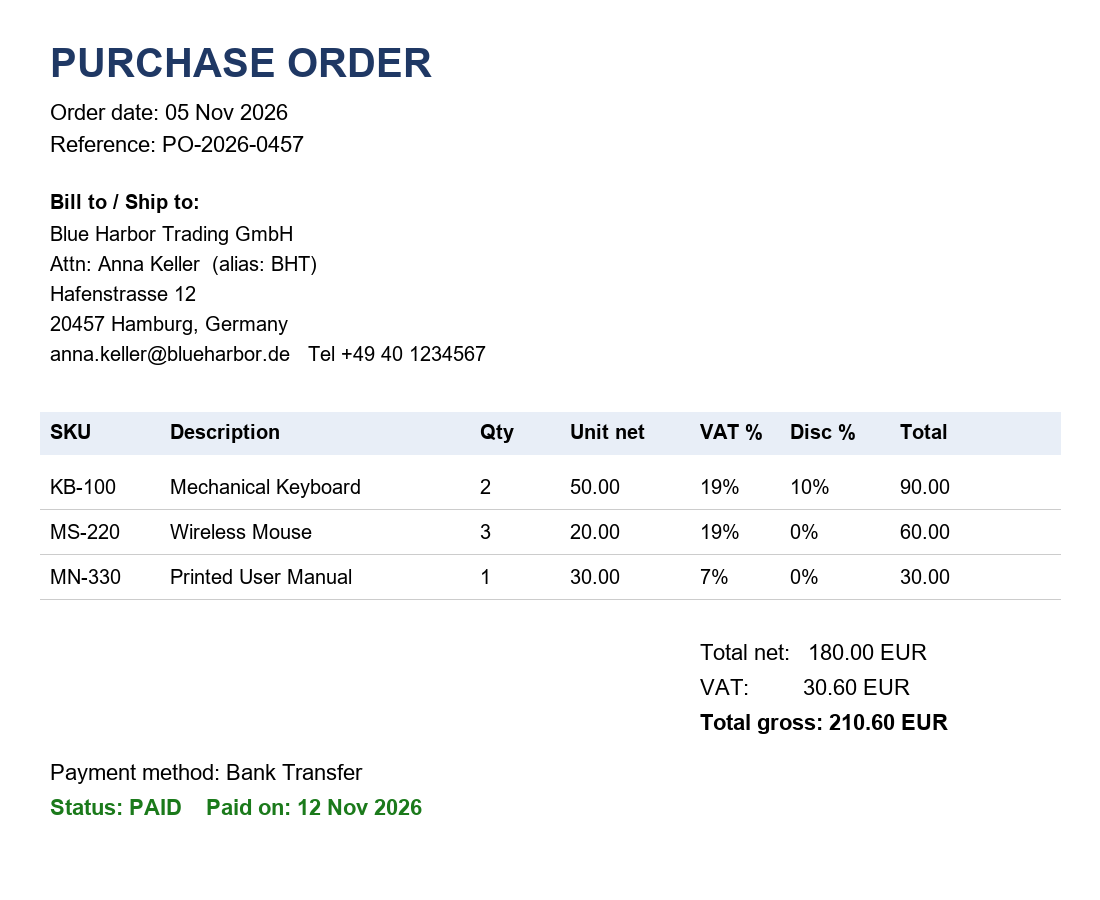 PURCHASE ORDER
Order date: 05 Nov 2026
Reference: PO-2026-0457
Bill to / Ship to:
Blue Harbor Trading GmbH
Attn: Anna Keller  (alias: BHT)
Hafenstrasse 12
20457 Hamburg, Germany
anna.keller@blueharbor.de   Tel +49 40 1234567
SKU Description Qty Unit net VAT % Disc % Total
KB-100 Mechanical Keyboard 2 50.00 19% 10% 90.00
MS-220 Wireless Mouse 3 20.00 19% 0% 60.00
MN-330 Printed User Manual 1 30.00 7% 0% 30.00
Total net:   180.00 EUR
VAT:         30.60 EUR
Total gross: 210.60 EUR
Payment method: Bank Transfer
Status: PAID    Paid on: 12 Nov 2026